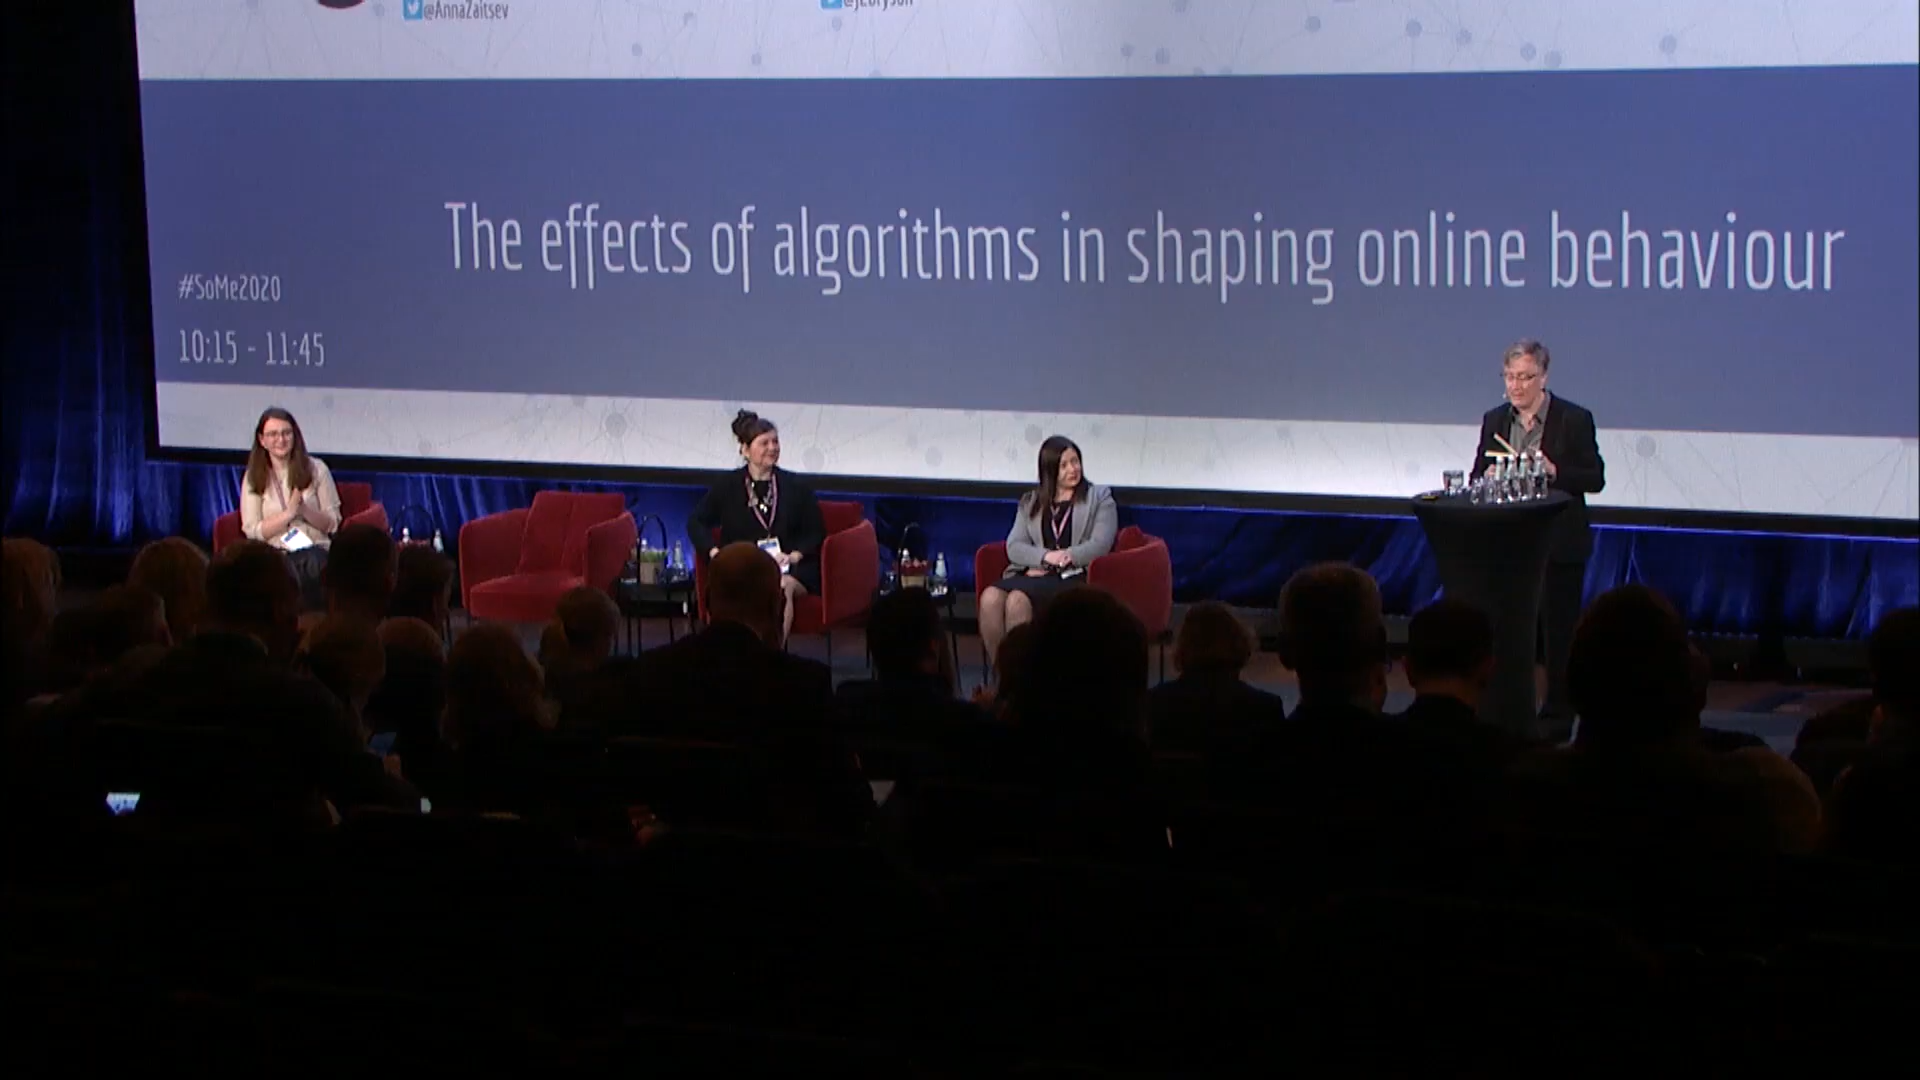 @AnnaZaitsev
The effects of algorithms in shaping online behaviour
#SoMe2020
10:15 - 11:45